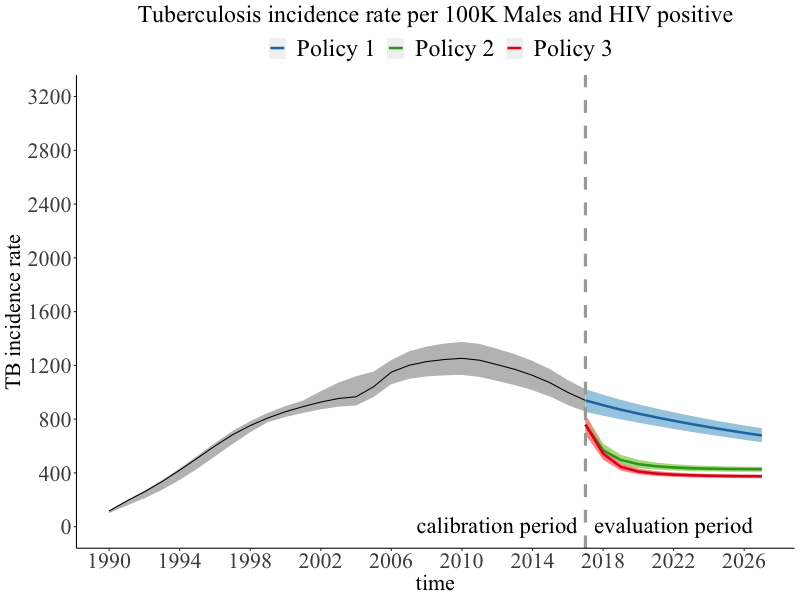 Tuberculosis incidence rate per 100K Males and HIV positive
Policy 1 Policy 2 Policy 3
TB incidence rate
3200
2800
2400
2000
1600
1200
800
400
0
calibration period evaluation period
1990 1994 1998 2002 2006 2010 2014 2018 2022 2026
time